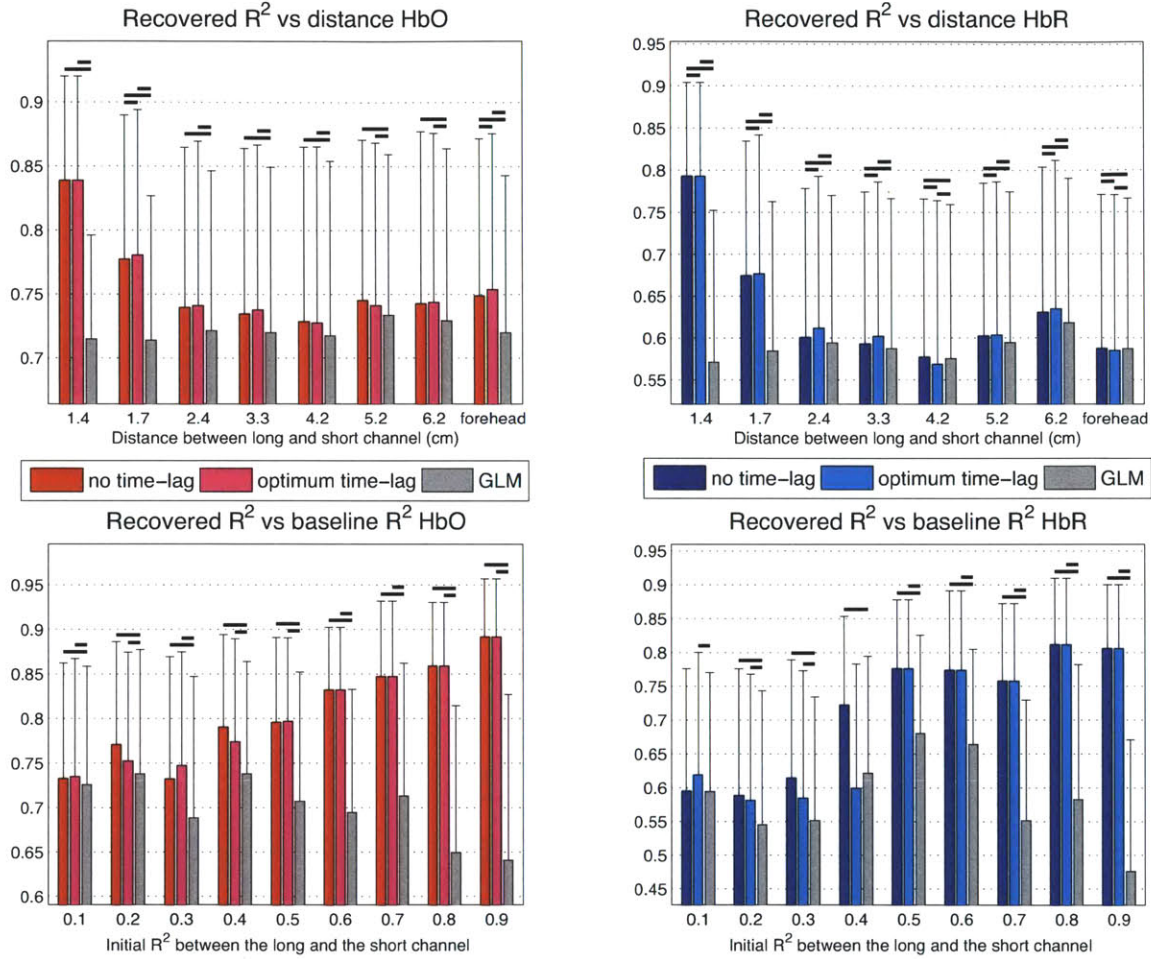 Recovered R² vs distance HbO
0.9
0.85
0.8
0.75
0.7
1.4 1.7 2.4 3.3 4.2 5.2 6.2 forehead
Distance between long and short channel (cm)
no time-lag optimum time-lag GLM
Recovered R² vs distance HbR
0.95
0.9
0.85
0.8
0.75
0.7
0.65
0.6
0.55
1.4 1.7 2.4 3.3 4.2 5.2 6.2 forehead
Distance between long and short channel (cm)
no time-lag optimum time-lag GLM
Recovered R² vs baseline R² HbO
0.95
0.9
0.85
0.8
0.75
0.7
0.65
0.6
0.1 0.2 0.3 0.4 0.5 0.6 0.7 0.8 0.9
Initial R² between the long and the short channel
Recovered R² vs baseline R² HbR
0.95
0.9
0.85
0.8
0.75
0.7
0.65
0.6
0.55
0.5
0.45
0.1 0.2 0.3 0.4 0.5 0.6 0.7 0.8 0.9
Initial R² between the long and the short channel